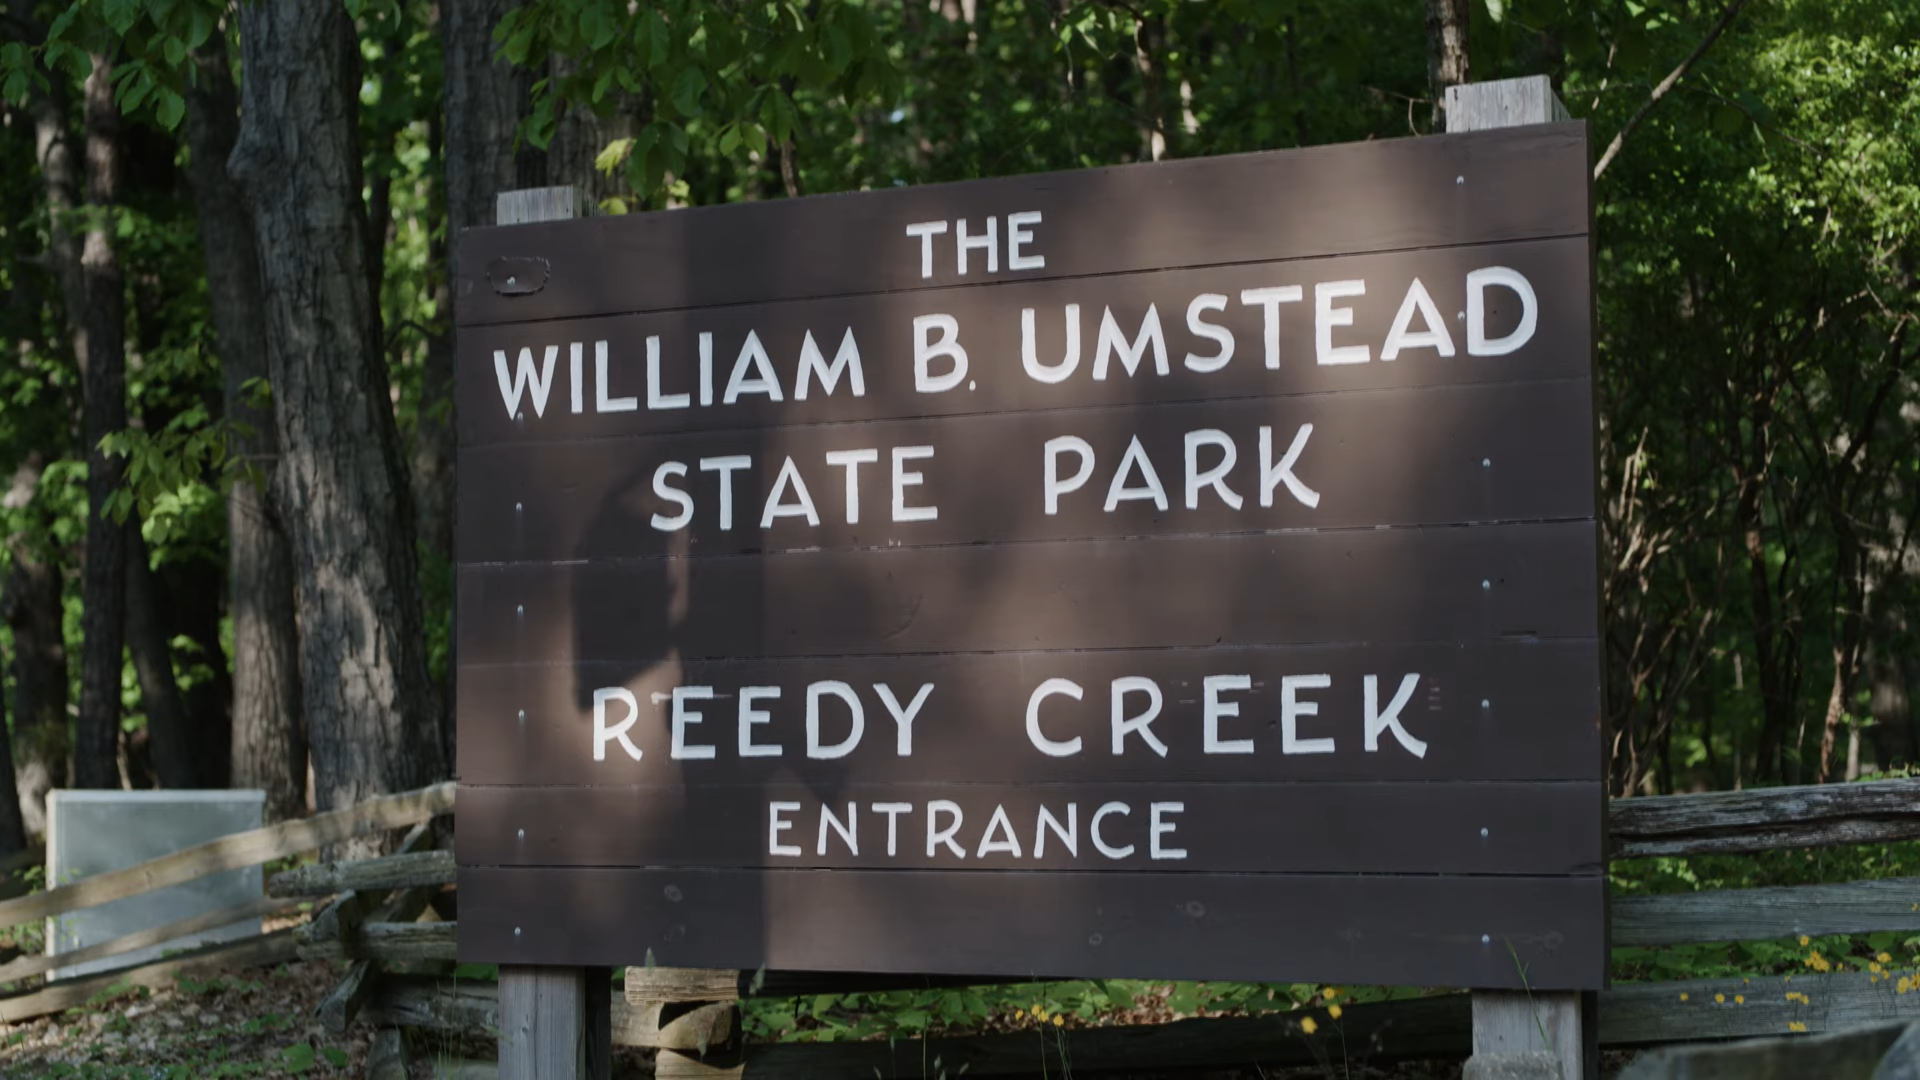 THE
WILLIAM B. UMSTEAD
STATE PARK
REEDY CREEK
ENTRANCE